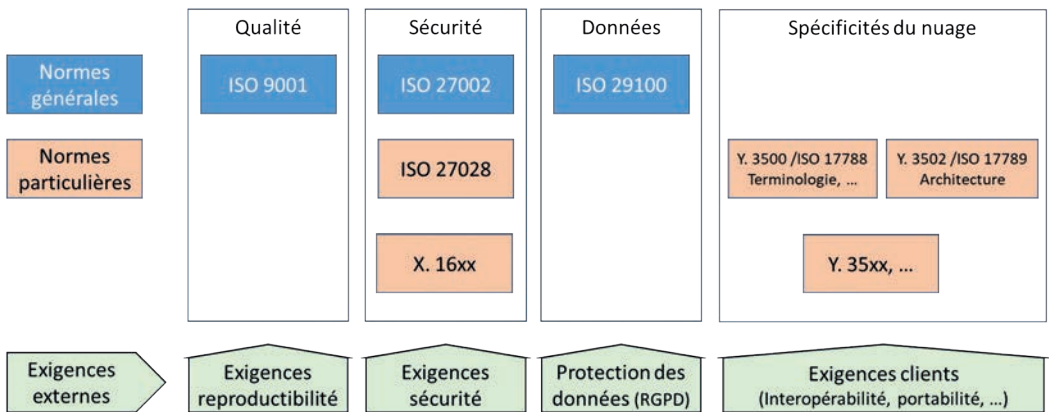 Qualité
Sécurité
Données
Spécificités du nuage
Normes
générales
ISO 9001
ISO 27002
ISO 29100
Normes
particulières
ISO 27028
Y. 3500 /ISO 17788
Terminologie, ...
Y. 3502 /ISO 17789
Architecture
X. 16xx
Y. 35xx, ...
Exigences
externes
Exigences
reproductibilité
Exigences
sécurité
Protection des
données (RGPD)
Exigences clients
(Interopérabilité, portabilité, ...)